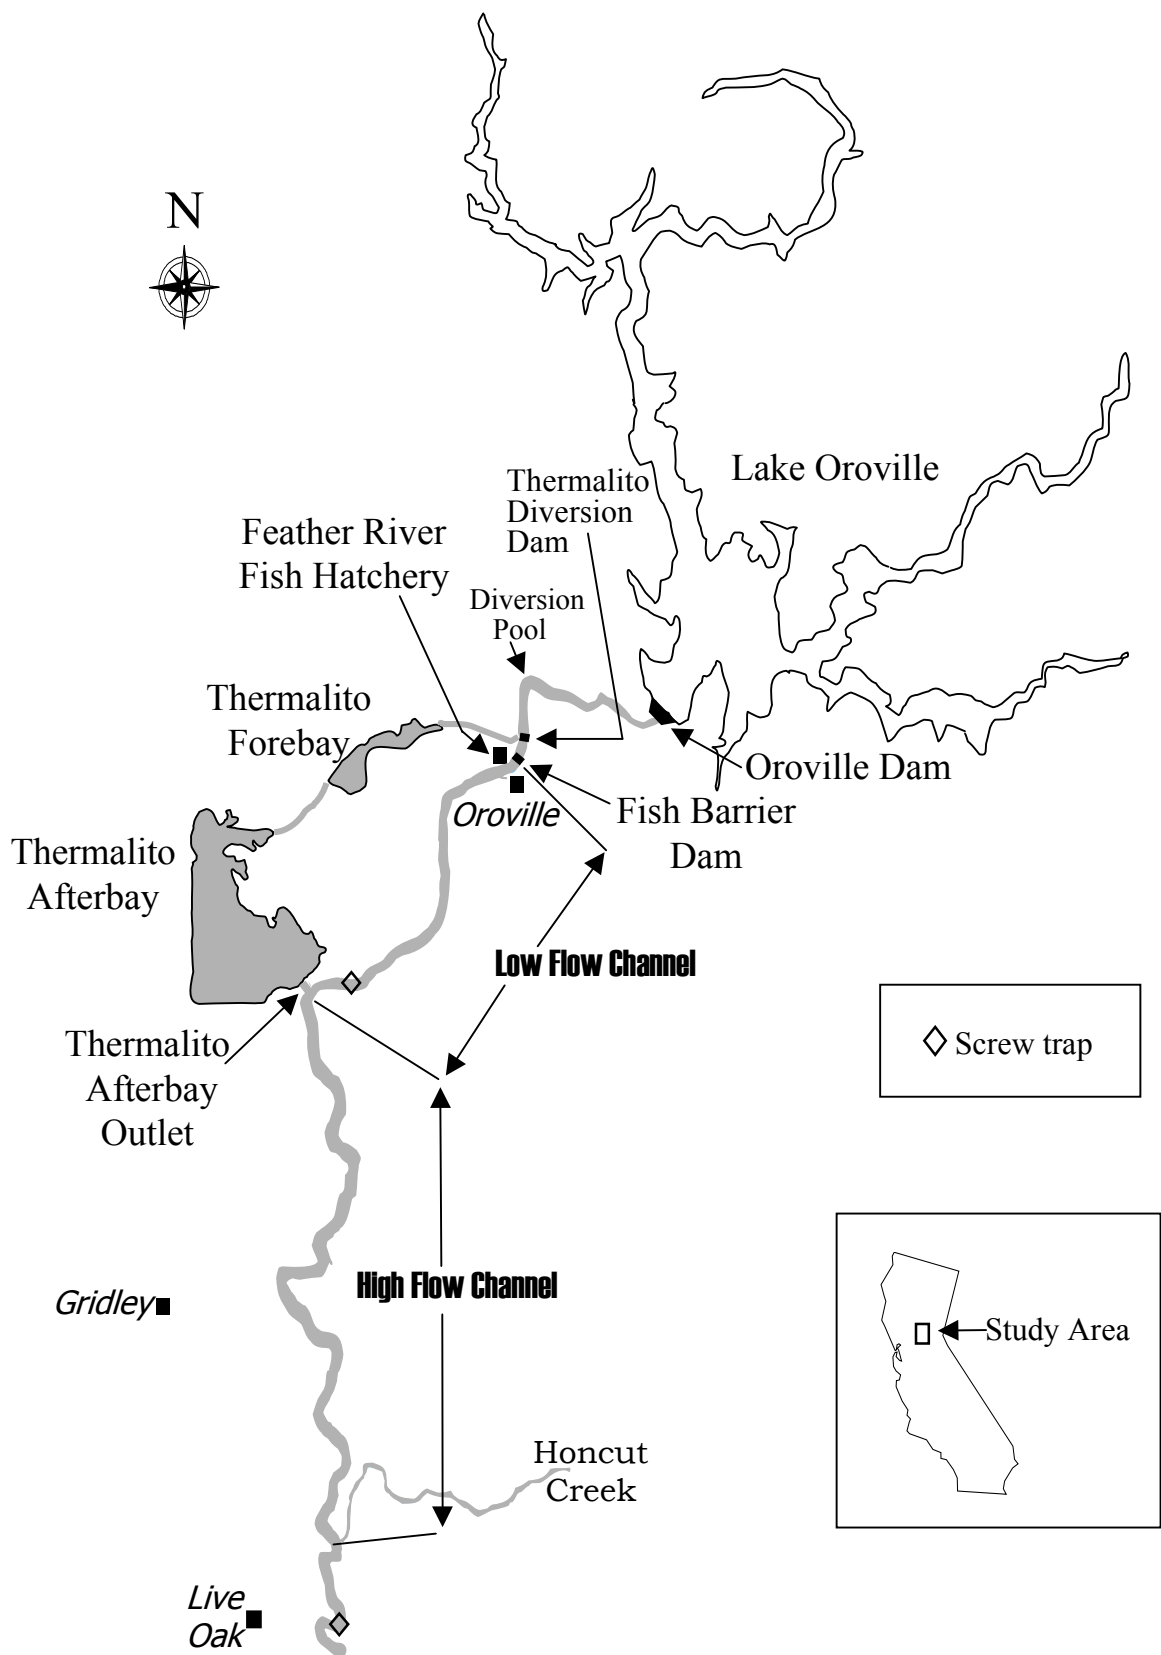 N
Lake Oroville
Thermalito
Diversion
Dam
Feather River
Fish Hatchery
Diversion
Pool
Thermalito
Forebay
Oroville Dam
Oroville
Fish Barrier
Dam
Thermalito
Afterbay
Low Flow Channel
Thermalito
Afterbay
Outlet
Screw trap
High Flow Channel
Gridley
Study Area
Honcut
Creek
Live
Oak